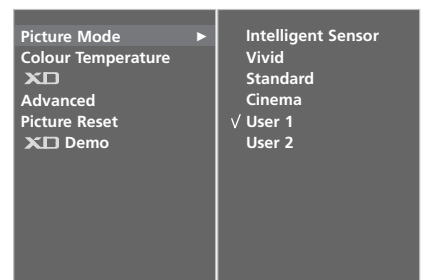 Picture Mode ►
Colour Temperature
XD
Advanced
Picture Reset
XD Demo
Intelligent Sensor
Vivid
Standard
Cinema
√ User 1
User 2